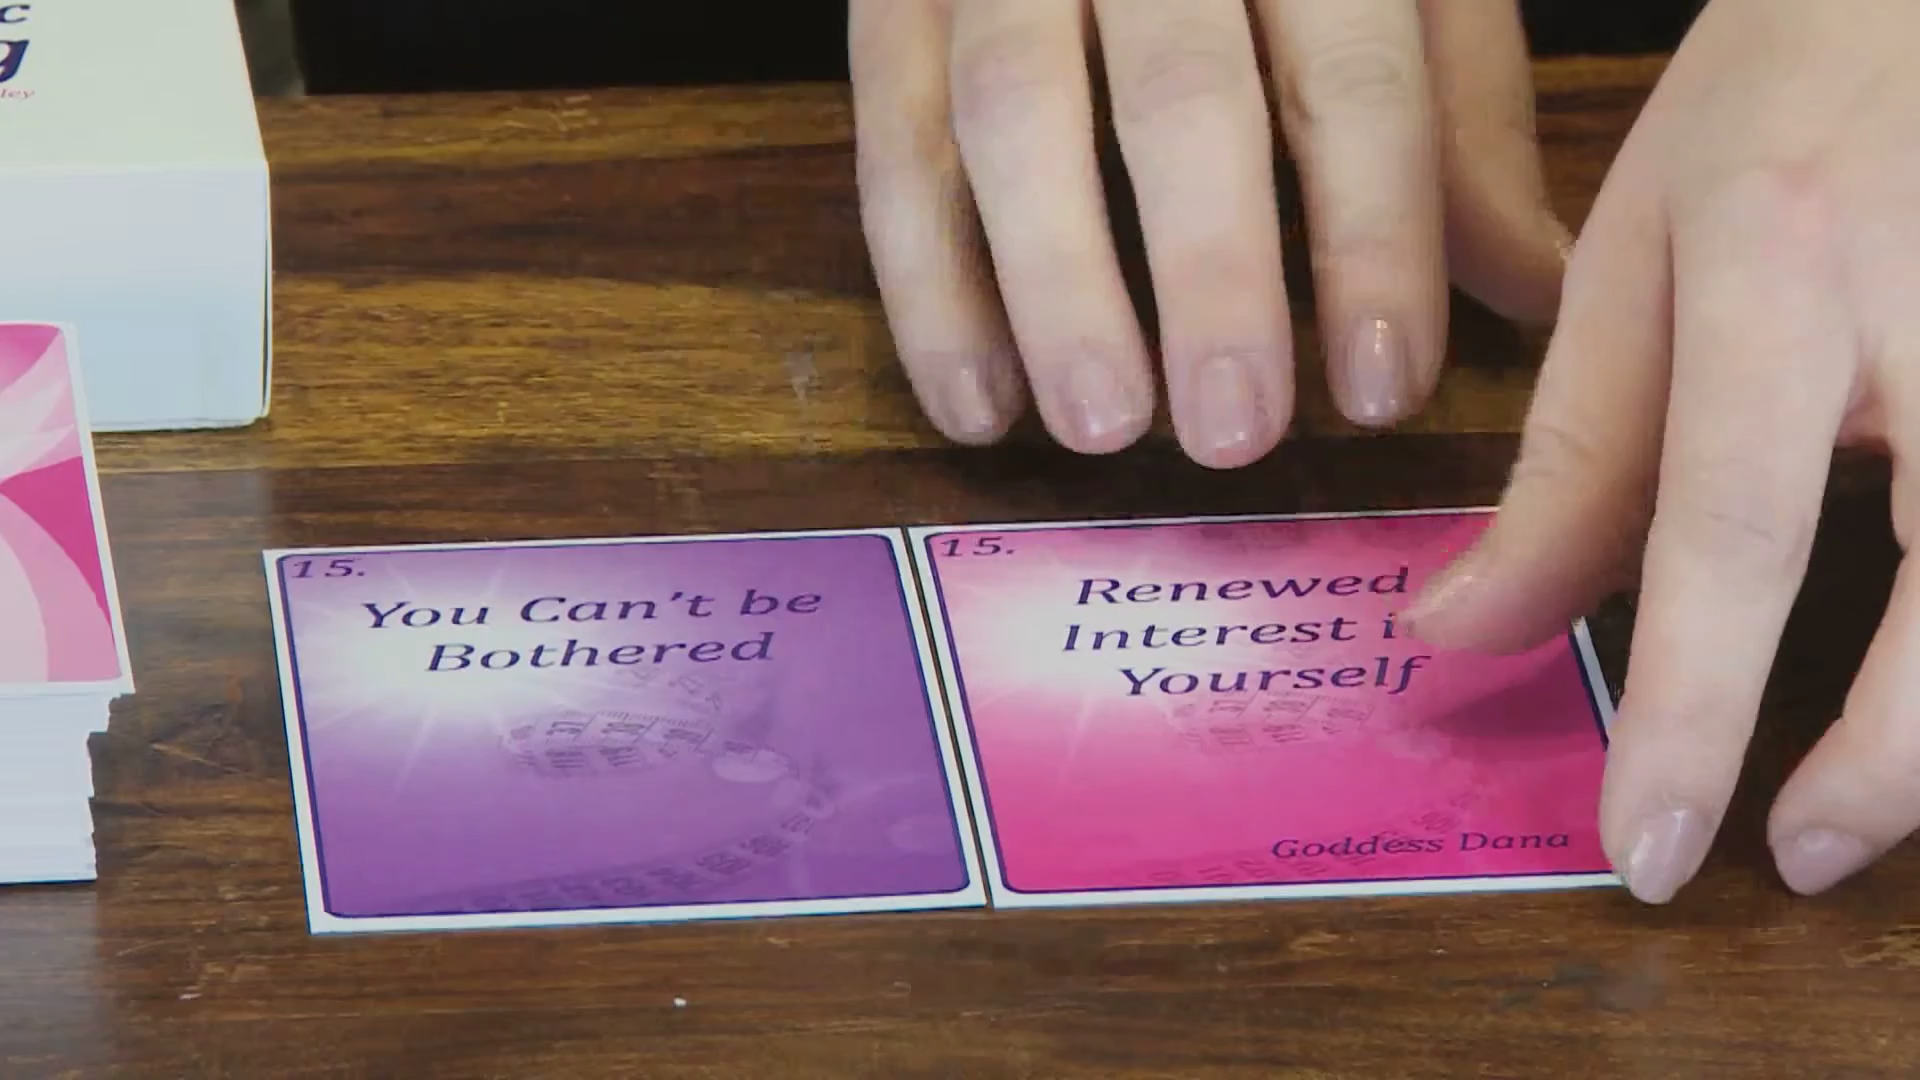 15.
You Can't be
Bothered
15.
Renewed
Interest
Yourself
Goddess Dana